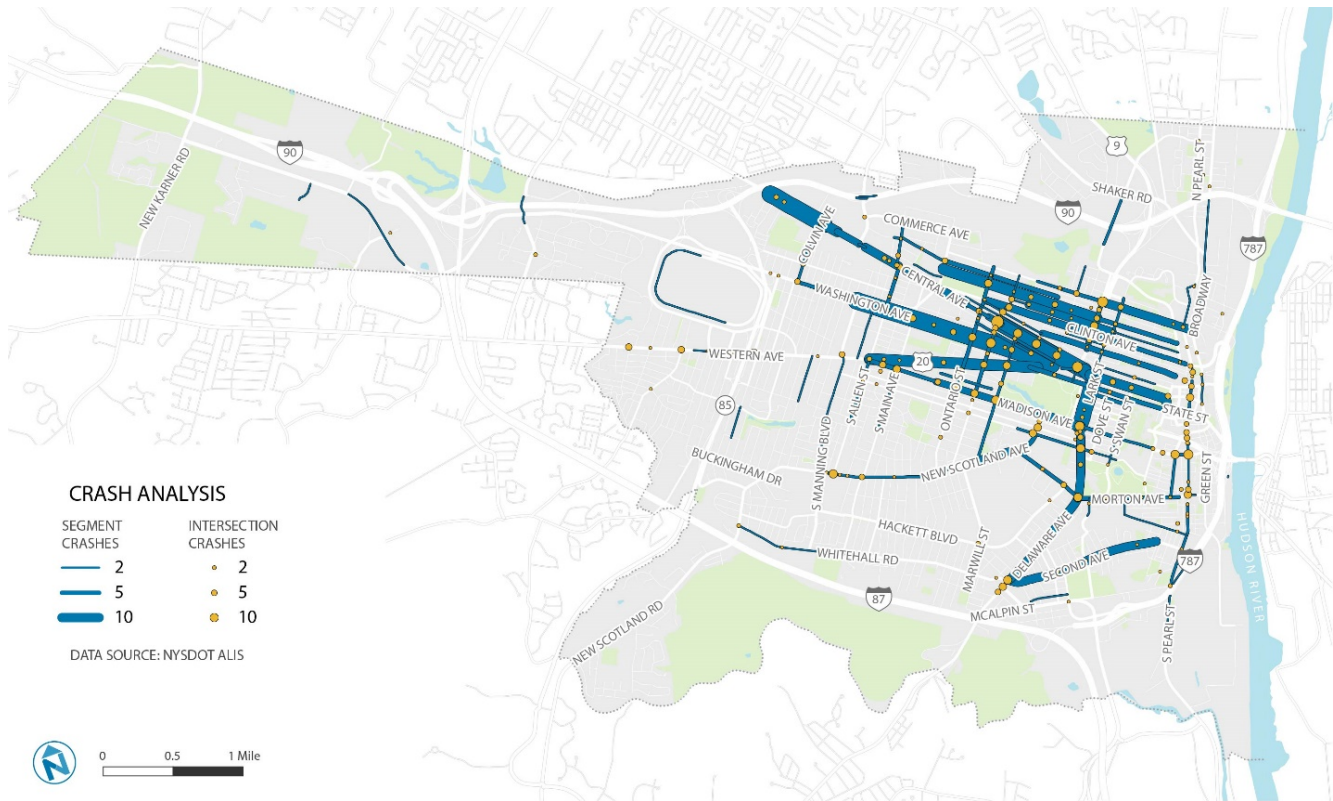 NEW KARNER RD
90
9
SHAKER RD
N PEARL ST
90
787
COMMERCE AVE
COLVIN AVE
CENTRAL AVE
WASHINGTON AVE
CLINTON AVE
BROADWAY
WESTERN AVE
20
LARK ST
STATE ST
S ALLEN ST
S MAIN AVE
ONTARIO ST
MADISON AVE
DOVE ST
S SWAN ST
85
S MANNING BLVD
BUCKINGHAM DR
NEW SCOTLAND AVE
GREEN ST
MORTON AVE
HACKETT BLVD
WHITEHALL RD
MARWILL ST
DELAWARE AVE
SECOND AVE
787
HUDSON RIVER
87
MCALPIN ST
NEW SCOTLAND RD
S PEARL ST
CRASH ANALYSIS
SEGMENT CRASHES
INTERSECTION CRASHES
2
2
5
5
10
10
DATA SOURCE: NYSDOT ALIS
N
0 0.5 1 Mile